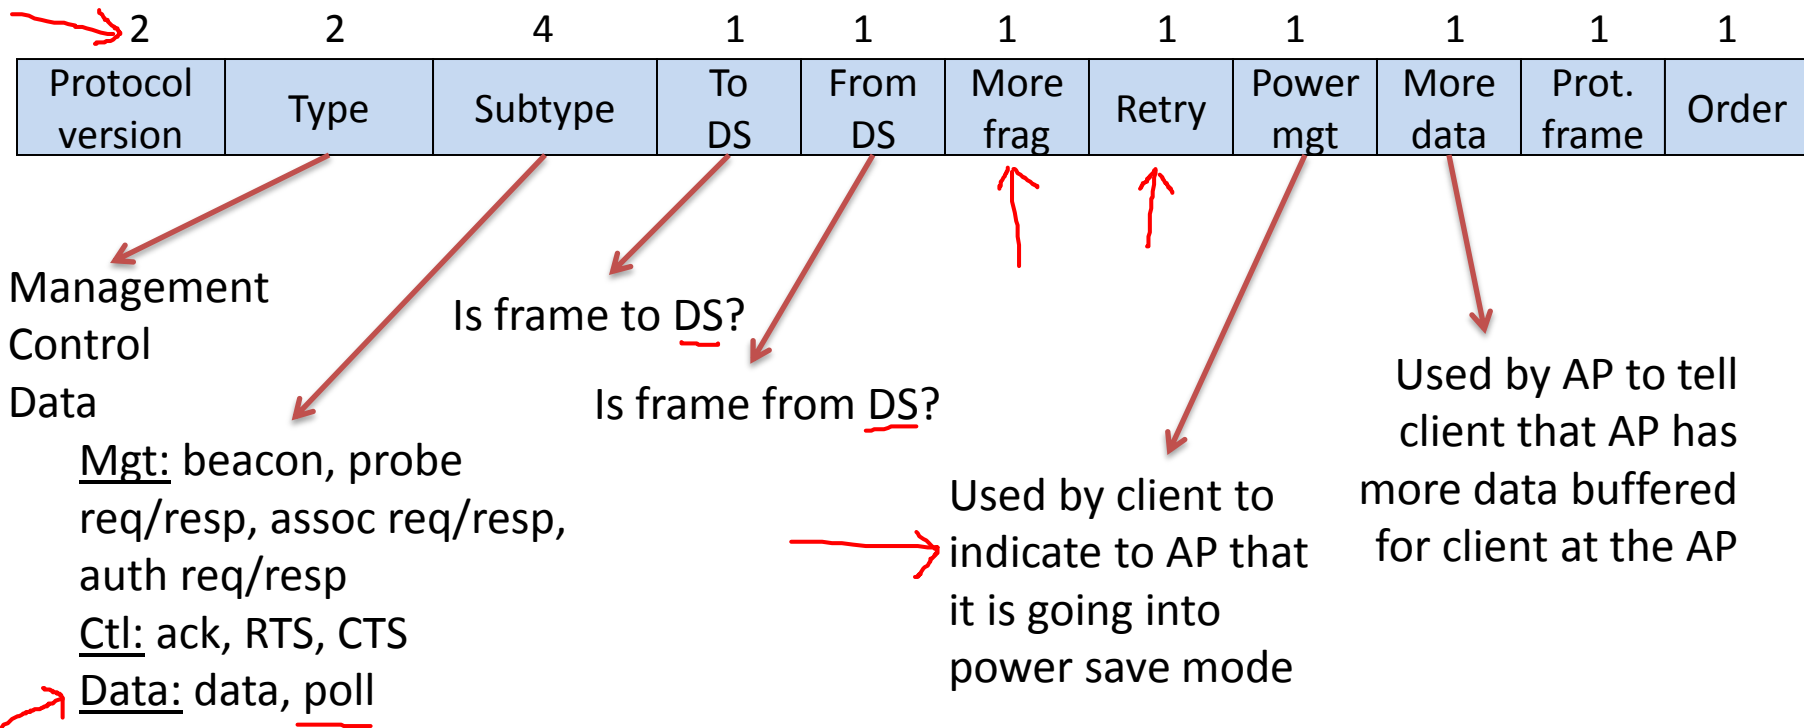 2 2 4 1 1 1 1 1 1 1 1
Protocol version Type Subtype To DS From DS More frag Retry Power mgt More data Prot. frame Order
Management
Control
Data
Is frame to DS?
Is frame from DS?
Mgt: beacon, probe
req/resp, assoc req/resp,
auth req/resp
Ctl: ack, RTS, CTS
Data: data, poll
Used by client to
indicate to AP that
it is going into
power save mode
Used by AP to tell
client that AP has
more data buffered
for client at the AP